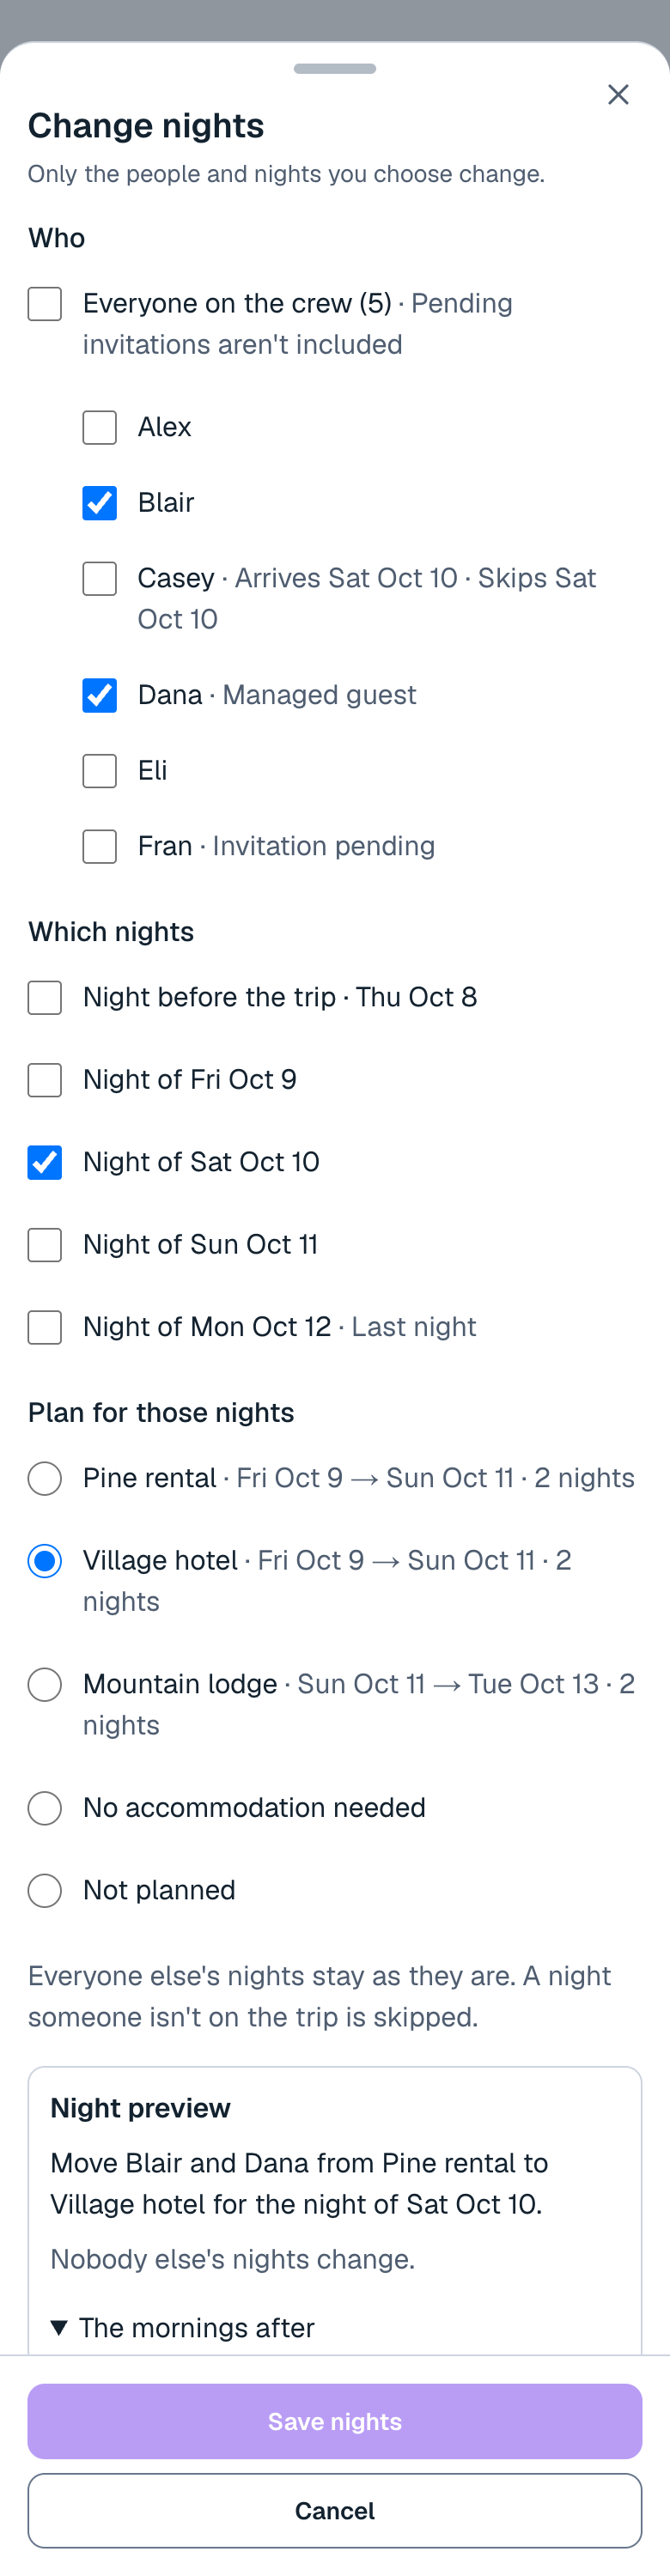 Change nights
Only the people and nights you choose change.
Who
Everyone on the crew (5) · Pending
invitations aren't included
Alex
Blair
Casey · Arrives Sat Oct 10 · Skips Sat
Oct 10
Dana · Managed guest
Eli
Fran · Invitation pending
Which nights
Night before the trip · Thu Oct 8
Night of Fri Oct 9
Night of Sat Oct 10
Night of Sun Oct 11
Night of Mon Oct 12 · Last night
Plan for those nights
Pine rental · Fri Oct 9 → Sun Oct 11 · 2 nights
Village hotel · Fri Oct 9 → Sun Oct 11 · 2
nights
Mountain lodge · Sun Oct 11 → Tue Oct 13 · 2
nights
No accommodation needed
Not planned
Everyone else's nights stay as they are. A night
someone isn't on the trip is skipped.
Night preview
Move Blair and Dana from Pine rental to
Village hotel for the night of Sat Oct 10.
Nobody else's nights change.
▼ The mornings after
Save nights
Cancel